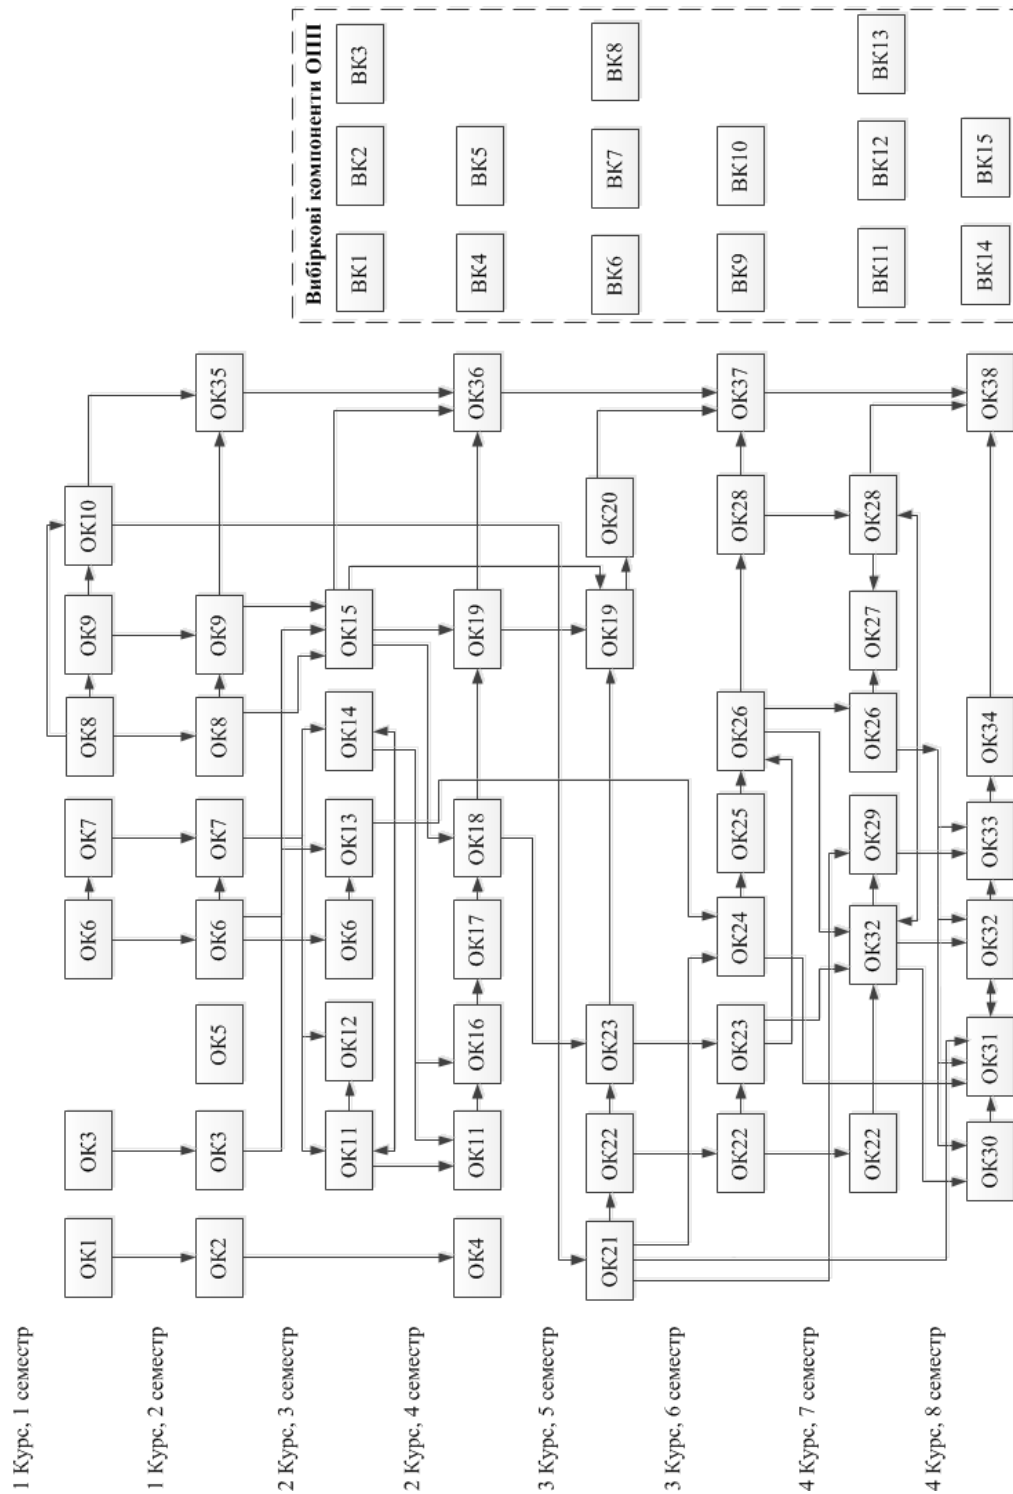 1 Курс, 1 семестр
ОК1
ОК3
ОК6
ОК7
ОК8
ОК9
ОК10
1 Курс, 2 семестр
ОК2
ОК3
ОК5
ОК6
ОК7
ОК8
ОК9
ОК35
2 Курс, 3 семестр
ОК11
ОК12
ОК6
ОК13
ОК14
ОК15
2 Курс, 4 семестр
ОК4
ОК11
ОК16
ОК17
ОК18
ОК19
ОК36
3 Курс, 5 семестр
ОК21
ОК22
ОК23
ОК19
ОК20
3 Курс, 6 семестр
ОК22
ОК23
ОК24
ОК25
ОК26
ОК28
ОК37
4 Курс, 7 семестр
ОК22
ОК32
ОК29
ОК26
ОК27
ОК28
4 Курс, 8 семестр
ОК30
ОК31
ОК32
ОК33
ОК34
ОК38
Вибіркові компоненти ОПП
ВК1
ВК2
ВК3
ВК4
ВК5
ВК6
ВК7
ВК8
ВК9
ВК10
ВК11
ВК12
ВК13
ВК14
ВК15